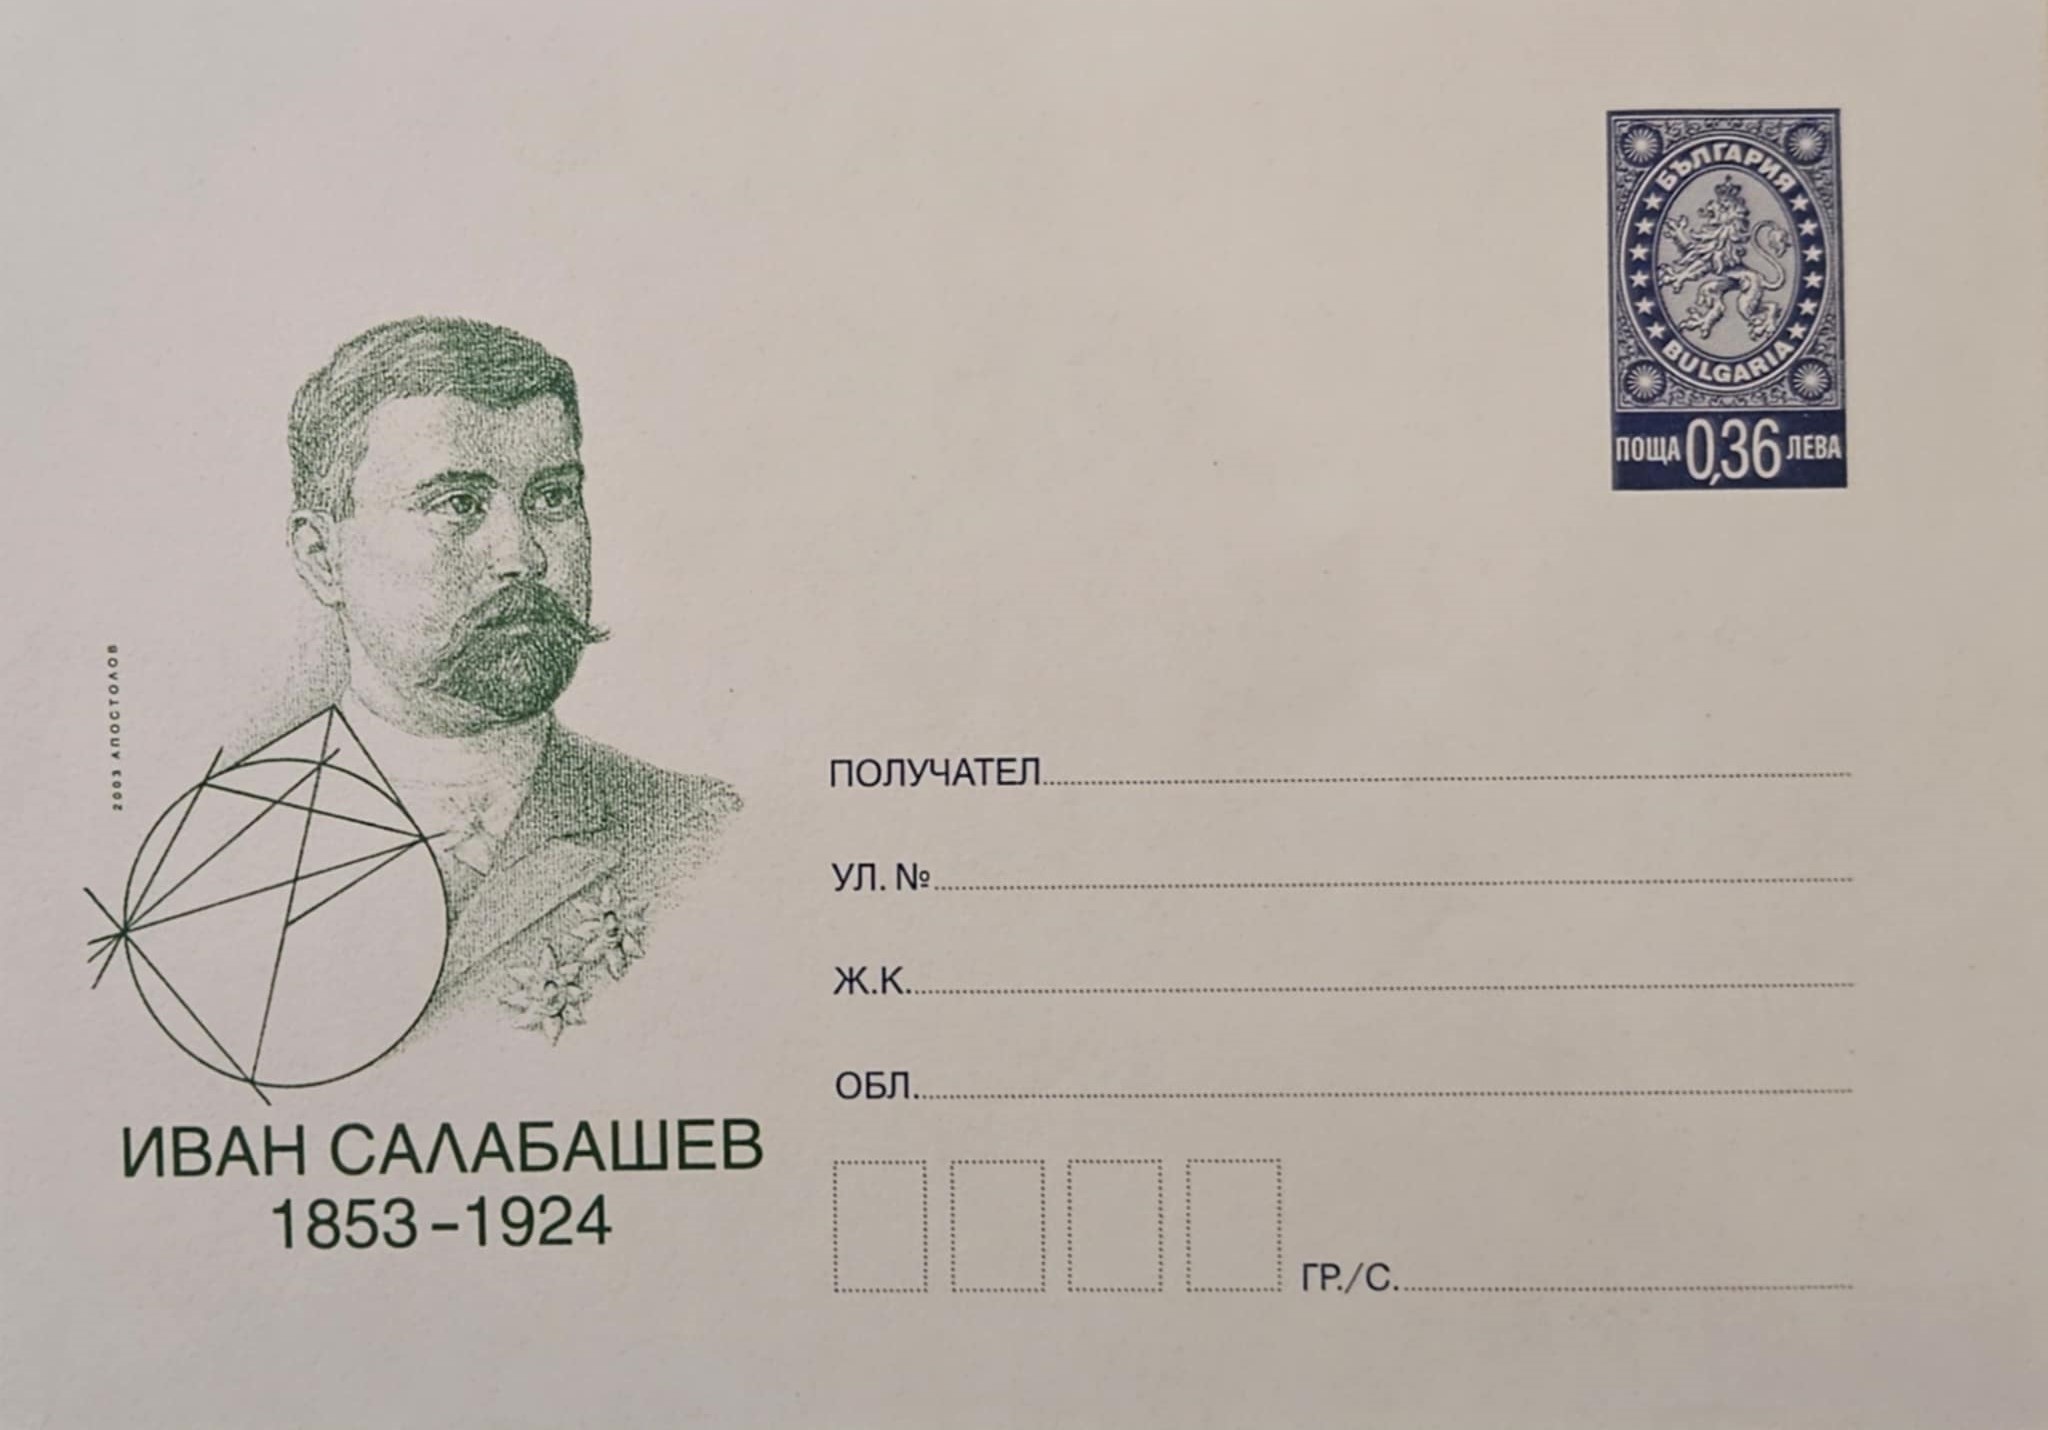 БЪЛГАРИЯ
BULGARIA
ПОЩА 0,36 ЛЕВА
2003 АПОСТОЛОВ
ПОЛУЧАТЕЛ
УЛ. №
Ж.К.
ОБЛ.
ГР./С.
ИВАН САЛАБАШЕВ
1853-1924